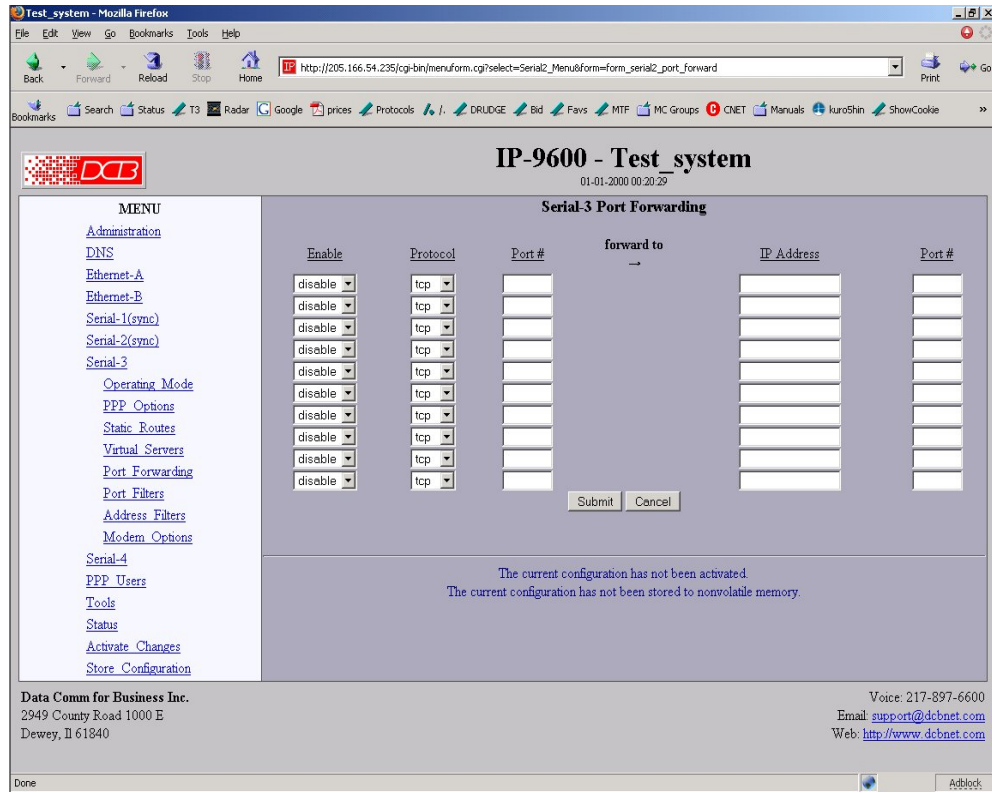 Test_system - Mozilla Firefox
File Edit View Go Bookmarks Tools Help
Back Forward Reload Stop Home
IP http://205.166.54.235/cgi-bin/menuform.cgi?select=Serial2_Menu&form=form_serial2_port_forward
Print Go
Bookmarks Search Status T3 Radar Google prices Protocols /. DRUDGE Bid Favs MTF MC Groups CNET Manuals kuro5hin ShowCookie »
DCB
IP-9600 - Test_system
01-01-2000 00:20:29
MENU
Administration
DNS
Ethernet-A
Ethernet-B
Serial-1(sync)
Serial-2(sync)
Serial-3
Operating Mode
PPP Options
Static Routes
Virtual Servers
Port Forwarding
Port Filters
Address Filters
Modem Options
Serial-4
PPP Users
Tools
Status
Activate Changes
Store Configuration
Serial-3 Port Forwarding
Enable Protocol Port # forward to → IP Address Port #
disable tcp
disable tcp
disable tcp
disable tcp
disable tcp
disable tcp
disable tcp
disable tcp
disable tcp
disable tcp
Submit Cancel
The current configuration has not been activated.
The current configuration has not been stored to nonvolatile memory.
Data Comm for Business Inc.
2949 County Road 1000 E
Dewey, Il 61840
Voice: 217-897-6600
Email: support@dcbnet.com
Web: http://www.dcbnet.com
Done
Adblock